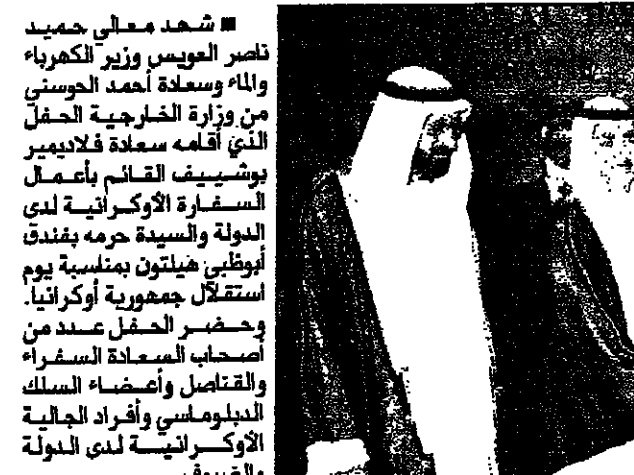 ■ شهد معالي حميد
ناصر العويس وزير الكهرباء
والماء وسعادة أحمد الحوسني
من وزارة الخارجية الحفل
الذي أقامه سعادة فلاديمير
بوشييف القائم بأعمال
السفارة الأوكرانية لدى
الدولة والسيدة حرمه بفندق
أبوظبي هيلتون بمناسبة يوم
استقلال جمهورية أوكرانيا.
وحضر الحفل عدد من
أصحاب السعادة السفراء
والقناصل وأعضاء السلك
الدبلوماسي وأفراد الجالية
الأوكرانية لدى الدولة